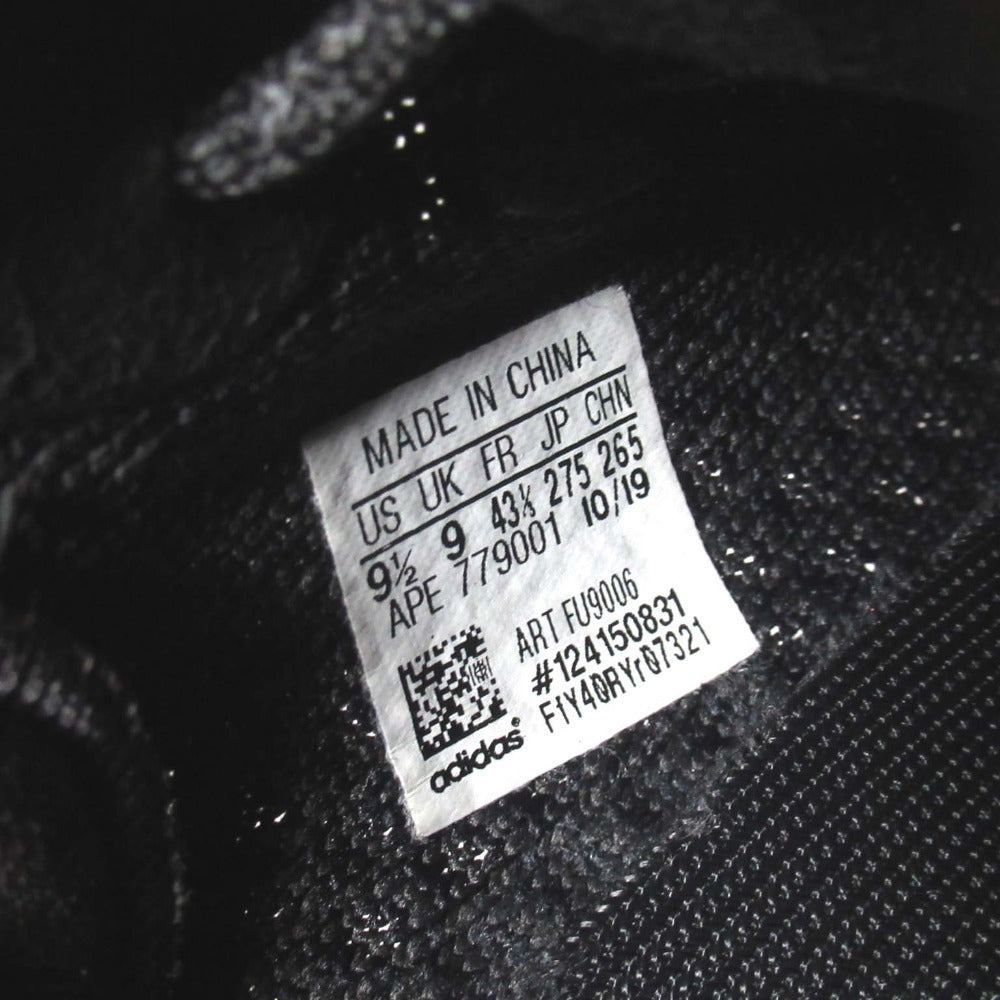 MADE IN CHINA
US UK FR JP CHN
9½ 9 43⅓ 275 265
APE 779001 10/19
ART FU9006
#124150831
F1Y40RYr07321
adidas®